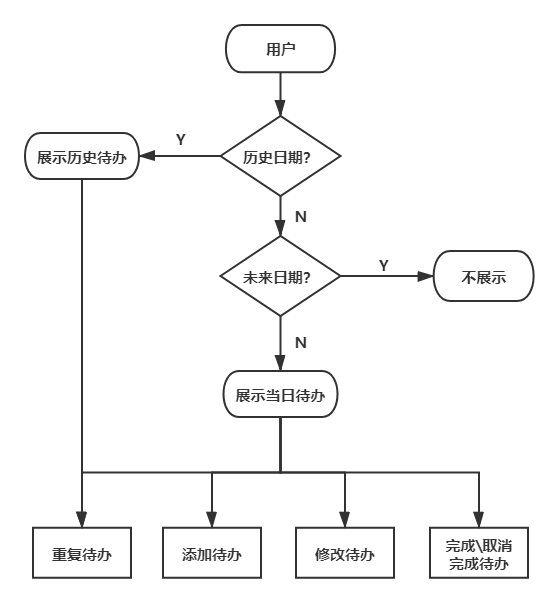 用户
历史日期?
Y
展示历史待办
N
未来日期?
Y
不展示
N
展示当日待办
重复待办
添加待办
修改待办
完成\取消
完成待办